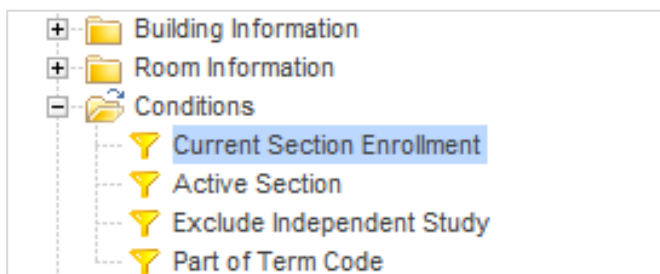 Building Information
Room Information
Conditions
Current Section Enrollment
Active Section
Exclude Independent Study
Part of Term Code